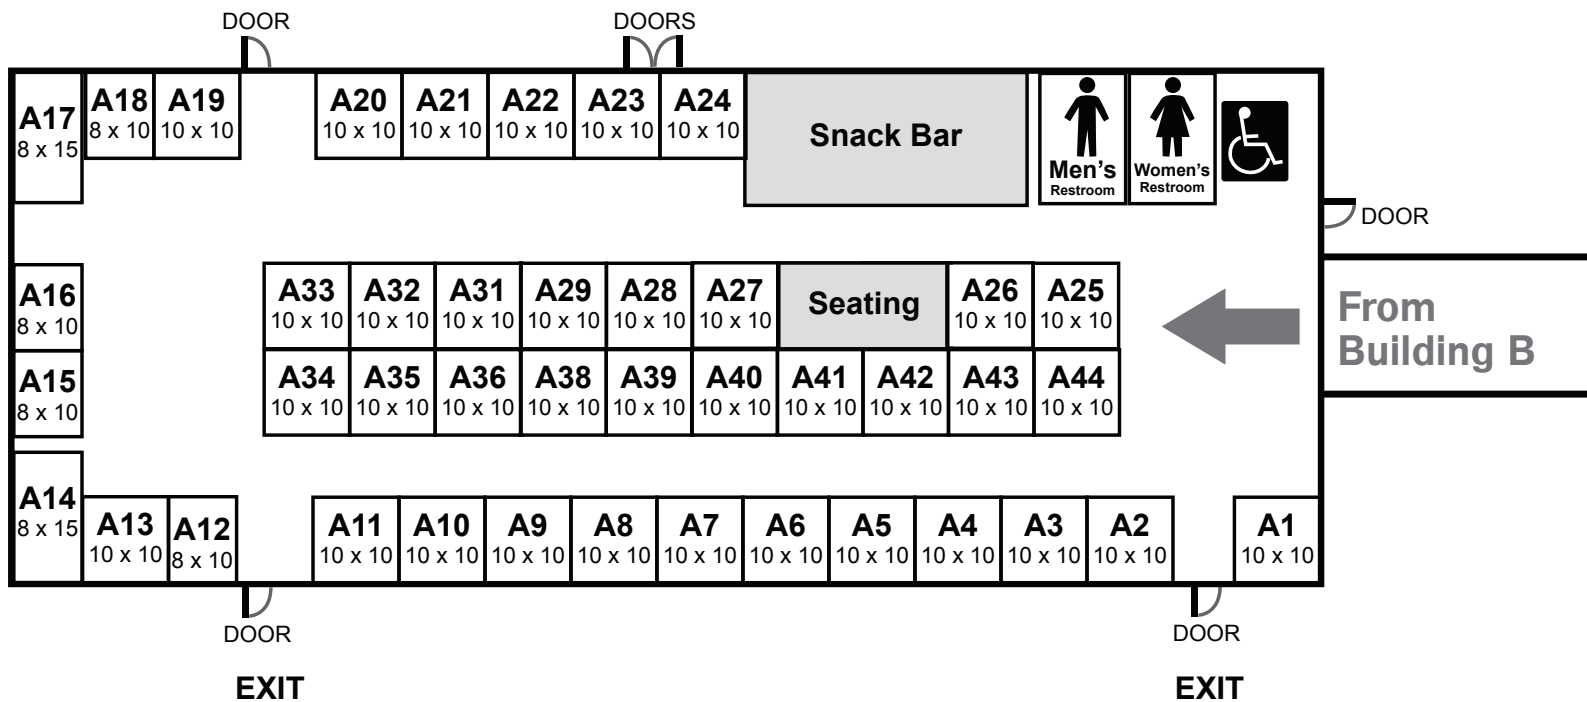 DOOR
DOORS
A17
8 x 15
A18
8 x 10
A19
10 x 10
A20
10 x 10
A21
10 x 10
A22
10 x 10
A23
10 x 10
A24
10 x 10
Snack Bar
Men's
Restroom
Women's
Restroom
DOOR
A16
8 x 10
A33
10 x 10
A32
10 x 10
A31
10 x 10
A29
10 x 10
A28
10 x 10
A27
10 x 10
Seating
A26
10 x 10
A25
10 x 10
From
Building B
A15
8 x 10
A34
10 x 10
A35
10 x 10
A36
10 x 10
A38
10 x 10
A39
10 x 10
A40
10 x 10
A41
10 x 10
A42
10 x 10
A43
10 x 10
A44
10 x 10
A14
8 x 15
A13
10 x 10
A12
8 x 10
A11
10 x 10
A10
10 x 10
A9
10 x 10
A8
10 x 10
A7
10 x 10
A6
10 x 10
A5
10 x 10
A4
10 x 10
A3
10 x 10
A2
10 x 10
A1
10 x 10
DOOR
DOOR
EXIT
EXIT